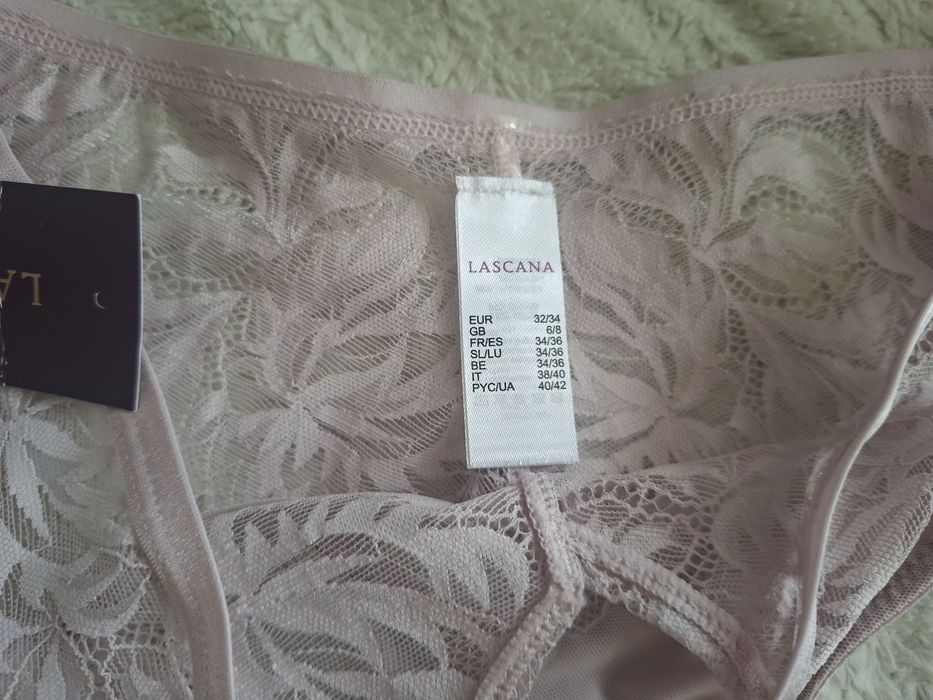 LASCANA
EUR 32/34
GB 6/8
FR/ES 34/36
SL/LU 34/36
BE 34/36
IT 38/40
PYC/UA 40/42
LA